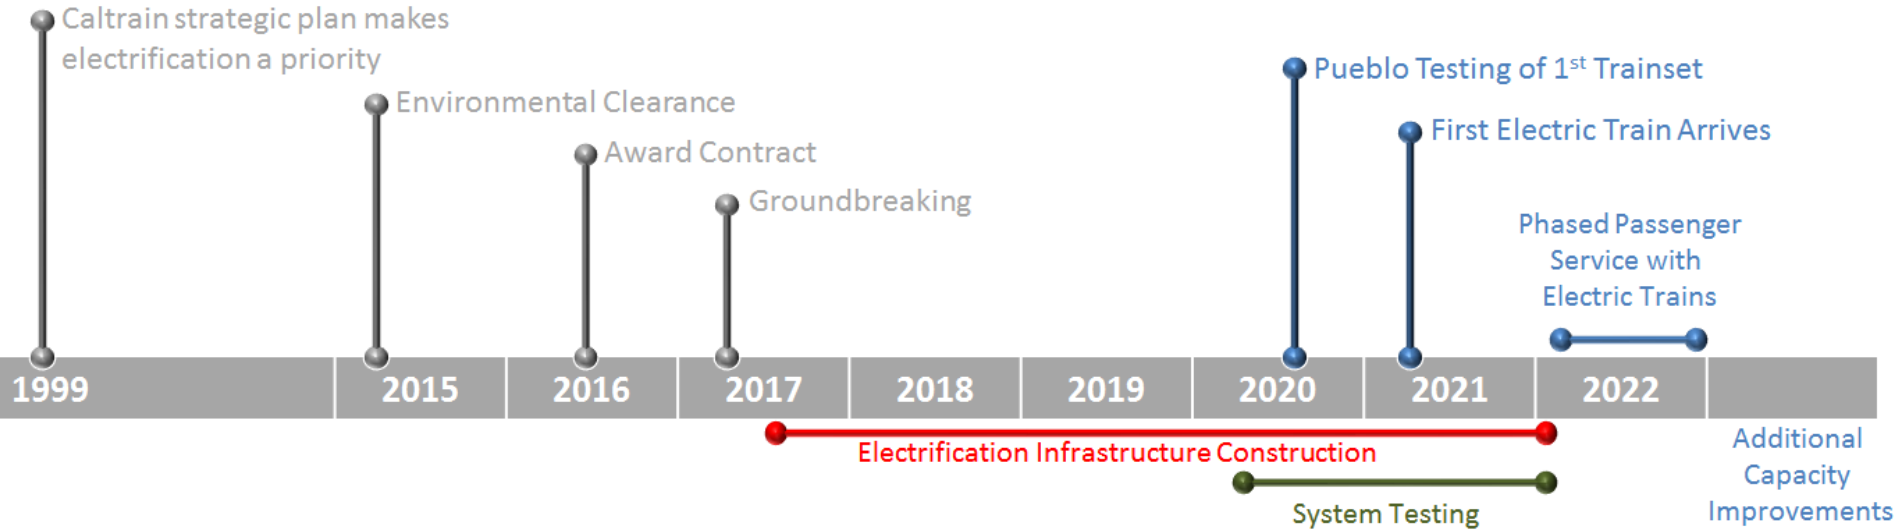 Caltrain strategic plan makes
electrification a priority
Environmental Clearance
Award Contract
Groundbreaking
Pueblo Testing of 1st Trainset
First Electric Train Arrives
Phased Passenger
Service with
Electric Trains
1999 2015 2016 2017 2018 2019 2020 2021 2022
Electrification Infrastructure Construction
System Testing
Additional
Capacity
Improvements